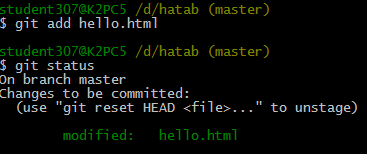 student307@K2PC5 /d/hatab (master)
$ git add hello.html
student307@K2PC5 /d/hatab (master)
$ git status
On branch master
Changes to be committed:
(use "git reset HEAD <file>..." to unstage)
modified: hello.html